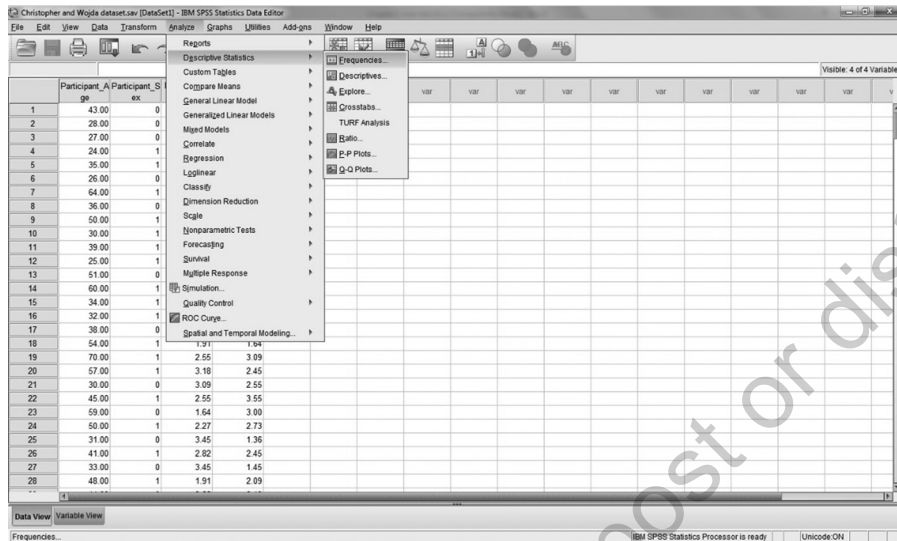 Christopher and Wojda dataset.sav [DataSet1] - IBM SPSS Statistics Data Editor
File Edit View Data Transform Analyze Graphs Utilities Add-ons Window Help
Visible: 4 of 4 Variable
Participant_Age Participant_Sex var var var var var var var var var
Reports
Descriptive Statistics
Custom Tables
Compare Means
General Linear Model
Generalized Linear Models
Mixed Models
Correlate
Regression
Loglinear
Classify
Dimension Reduction
Scale
Nonparametric Tests
Forecasting
Survival
Multiple Response
Simulation...
Quality Control
ROC Curve...
Spatial and Temporal Modeling...
Frequencies...
Descriptives...
Explore...
Crosstabs...
TURF Analysis
Ratio...
P-P Plots...
Q-Q Plots...
1 43.00 0
2 28.00 0
3 27.00 0
4 24.00 1
5 35.00 1
6 26.00 0
7 64.00 1
8 36.00 0
9 50.00 1
10 30.00 1
11 39.00 1
12 25.00 1
13 51.00 0
14 60.00 1
15 34.00 1
16 32.00 1
17 38.00 0
18 54.00 1 1.91 1.64
19 70.00 1 2.55 3.09
20 57.00 1 3.18 2.45
21 30.00 0 3.09 2.55
22 45.00 1 2.55 3.55
23 59.00 0 1.64 3.00
24 50.00 1 2.27 2.73
25 31.00 0 3.45 1.36
26 41.00 1 2.82 2.45
27 33.00 0 3.45 1.45
28 48.00 1 1.91 2.09
Data View Variable View
Frequencies... IBM SPSS Statistics Processor is ready Unicode:ON
post or dis